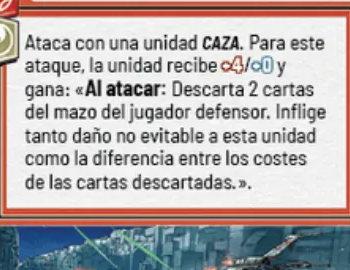 Ataca con una unidad CAZA. Para este
ataque, la unidad recibe +4/+0 y
gana: «Al atacar: Descarta 2 cartas
del mazo del jugador defensor. Inflige
tanto daño no evitable a esta unidad
como la diferencia entre los costes
de las cartas descartadas.».